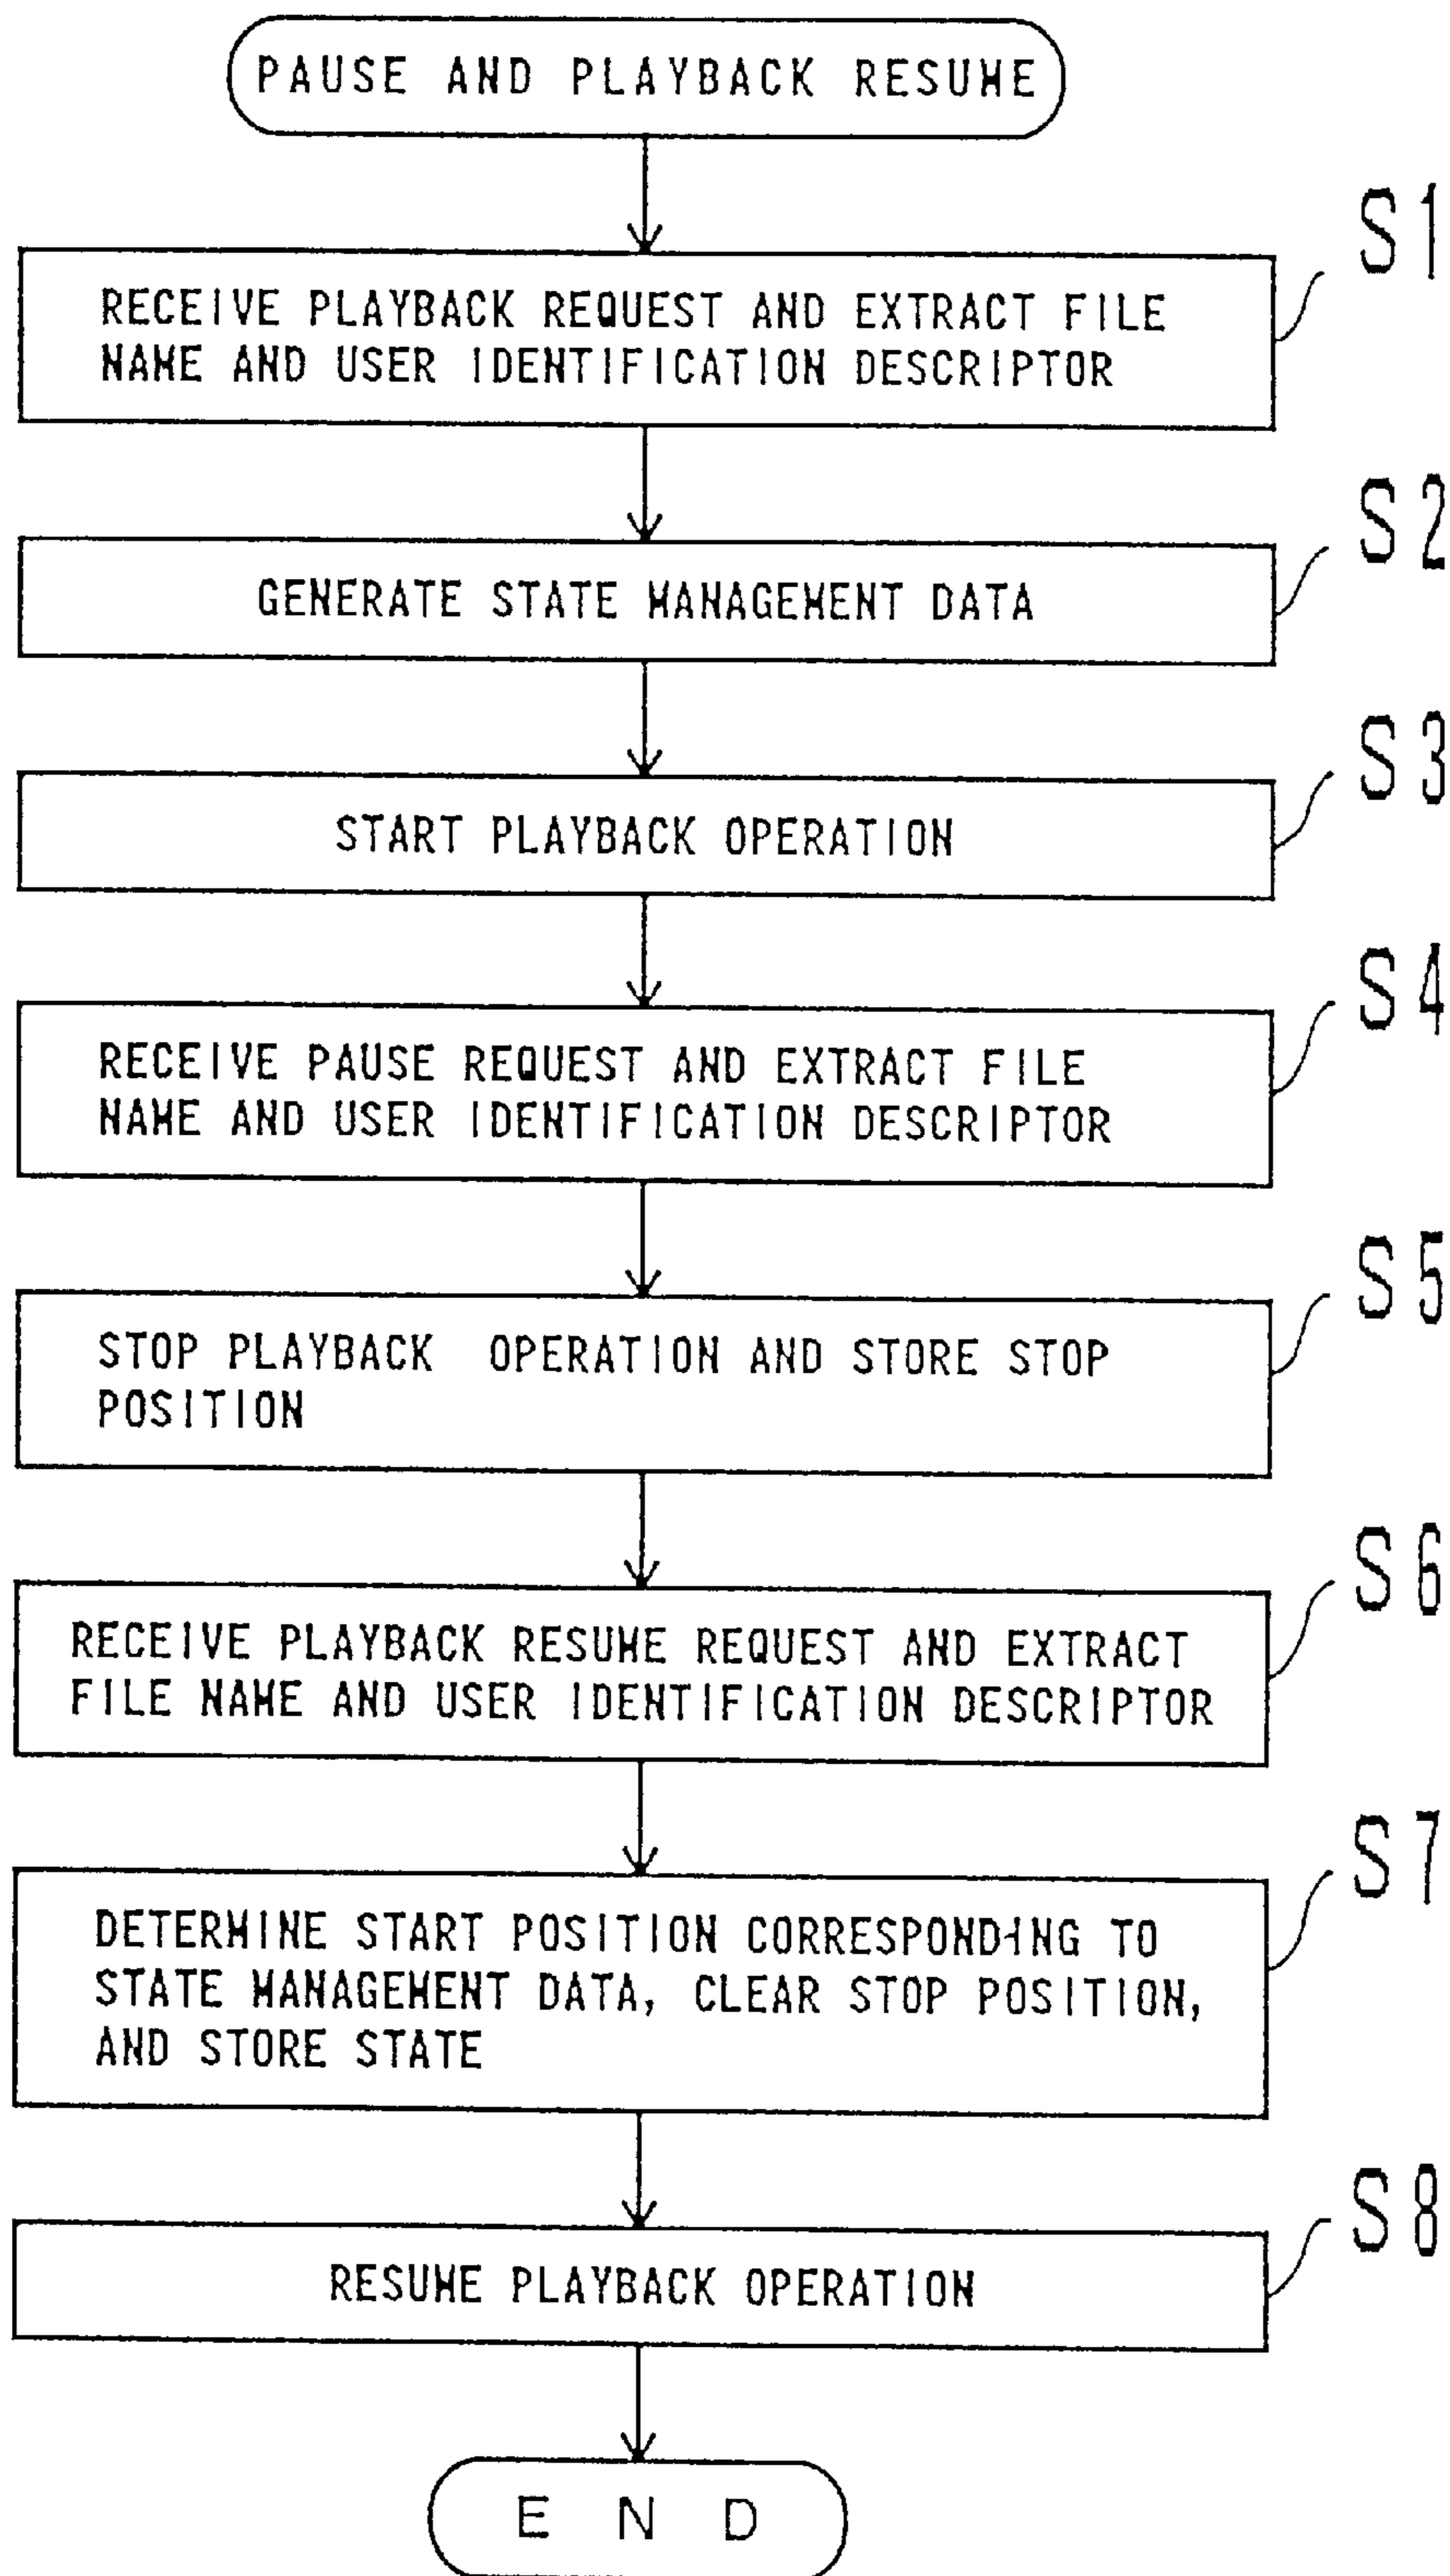 PAUSE AND PLAYBACK RESUME
S1
RECEIVE PLAYBACK REQUEST AND EXTRACT FILE
NAME AND USER IDENTIFICATION DESCRIPTOR
S2
GENERATE STATE MANAGEMENT DATA
S3
START PLAYBACK OPERATION
S4
RECEIVE PAUSE REQUEST AND EXTRACT FILE
NAME AND USER IDENTIFICATION DESCRIPTOR
S5
STOP PLAYBACK OPERATION AND STORE STOP
POSITION
S6
RECEIVE PLAYBACK RESUME REQUEST AND EXTRACT
FILE NAME AND USER IDENTIFICATION DESCRIPTOR
S7
DETERMINE START POSITION CORRESPONDING TO
STATE MANAGEMENT DATA, CLEAR STOP POSITION,
AND STORE STATE
S8
RESUME PLAYBACK OPERATION
END